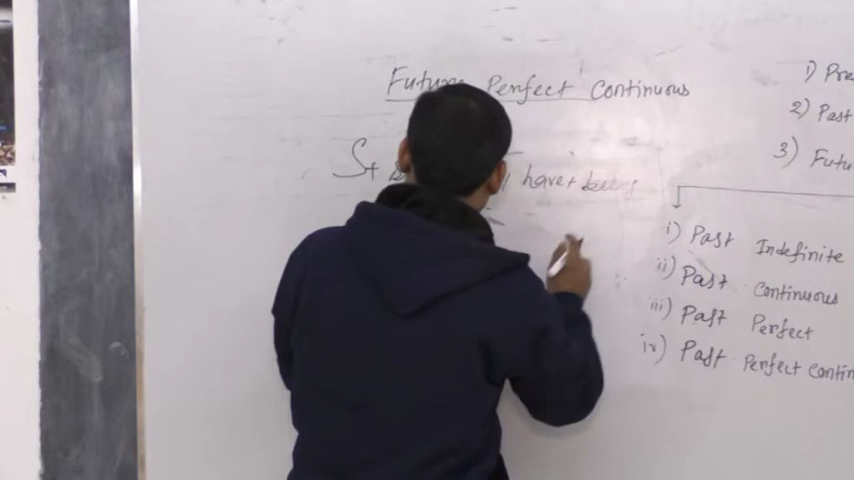 Future Perfect Continuous
S+ have+ been
1) Pre
2) Past
3) Futu
i) Past Indefinite
ii) Past Continuous
iii) Past Perfect
iv) Past Perfect Contin